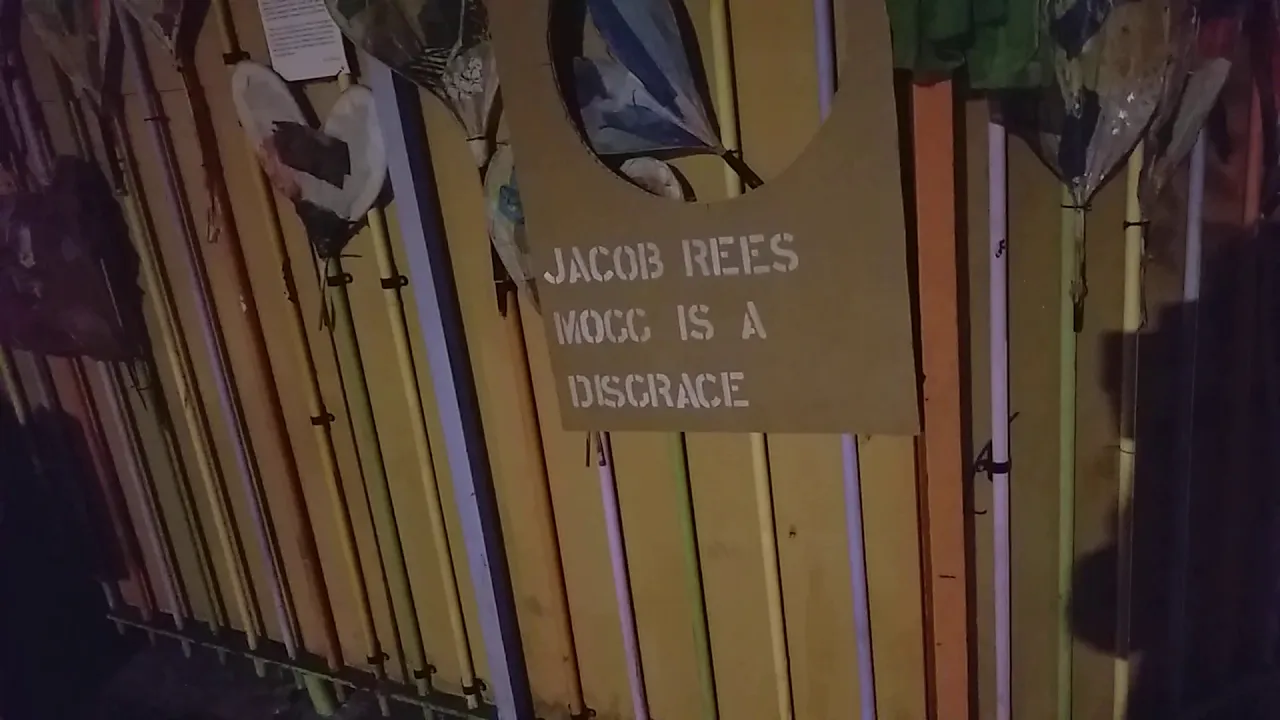 JACOB REES
MOGG IS A
DISGRACE